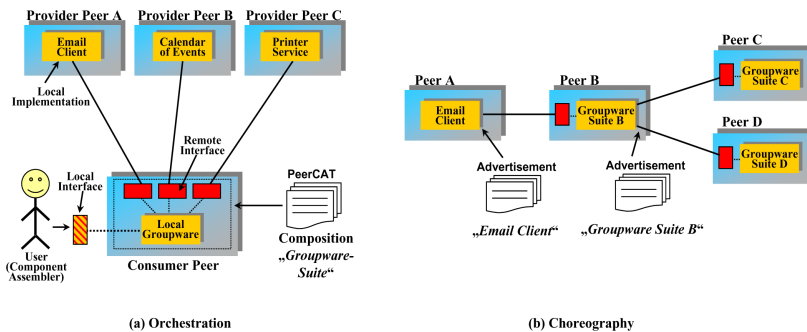 Provider Peer A
Provider Peer B
Provider Peer C
Email
Client
Calendar
of Events
Printer
Service
Local
Implementation
Remote
Interface
Local
Interface
PeerCAT
Local
Groupware
User
(Component
Assembler)
Consumer Peer
Composition
„Groupware-
Suite“
(a) Orchestration
Peer A
Peer B
Peer C
Peer D
Email
Client
Groupware
Suite B
Groupware
Suite C
Groupware
Suite D
Advertisement
„Email Client“
Advertisement
„Groupware Suite B“
(b) Choreography